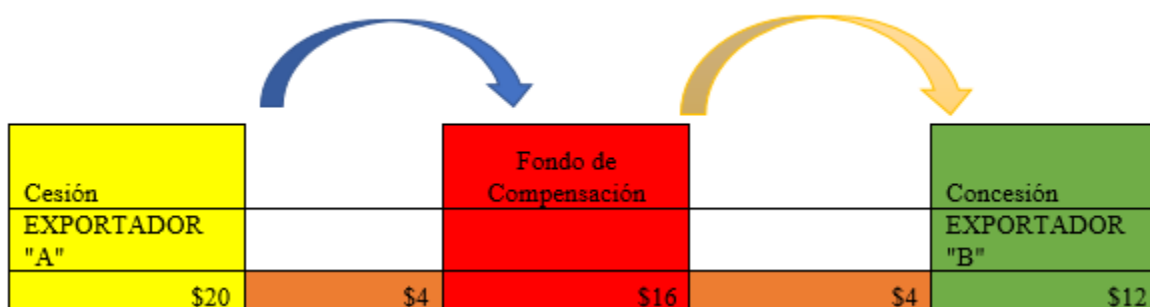 Fondo de
Cesión Compensación Concesión
EXPORTADOR EXPORTADOR
"A" "B"
$20 $4 $16 $4 $12